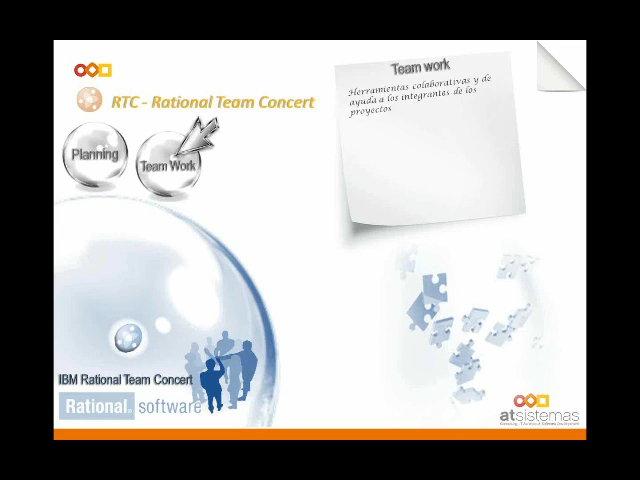 RTC - Rational Team Concert
Planning
Team Work
Team work
Herramientas colaborativas y de
ayuda a los integrantes de los
proyectos
IBM Rational Team Concert
Rational. software
atsistemas